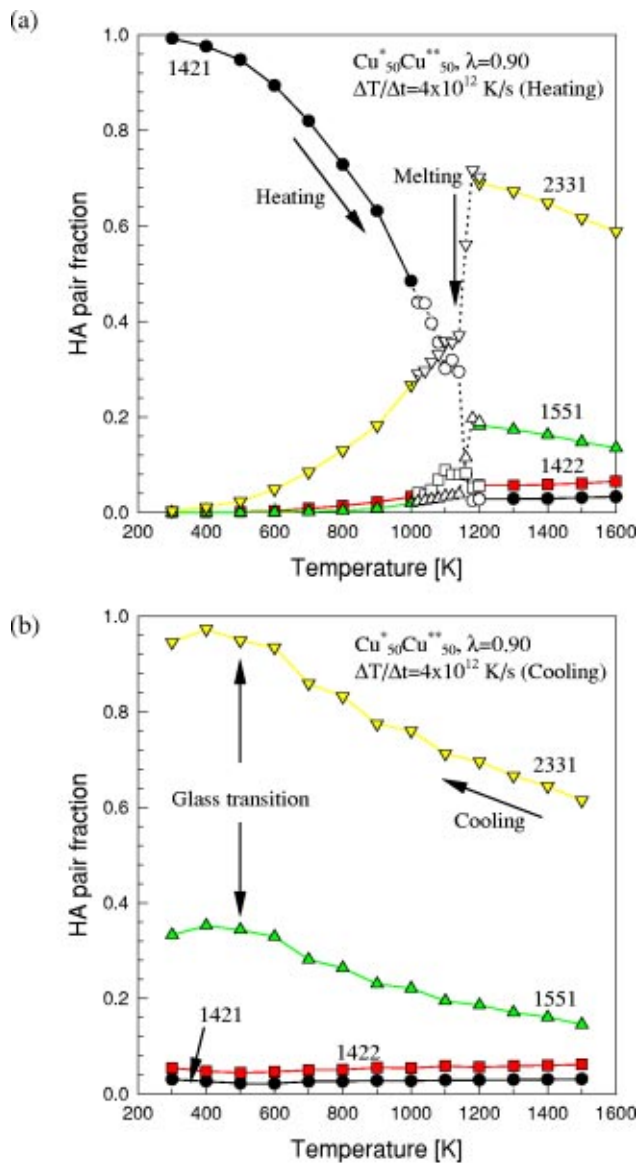 (a)
1.0
0.8
0.6
0.4
0.2
0.0
HA pair fraction
1421
Cu*50Cu**50, λ=0.90
ΔT/Δt=4x10^12 K/s (Heating)
Heating
Melting
2331
1551
1422
200 400 600 800 1000 1200 1400 1600
Temperature [K]
(b)
1.0
0.8
0.6
0.4
0.2
0.0
HA pair fraction
Cu*50Cu**50, λ=0.90
ΔT/Δt=4x10^12 K/s (Cooling)
2331
Glass transition
Cooling
1551
1421
1422
200 400 600 800 1000 1200 1400 1600
Temperature [K]